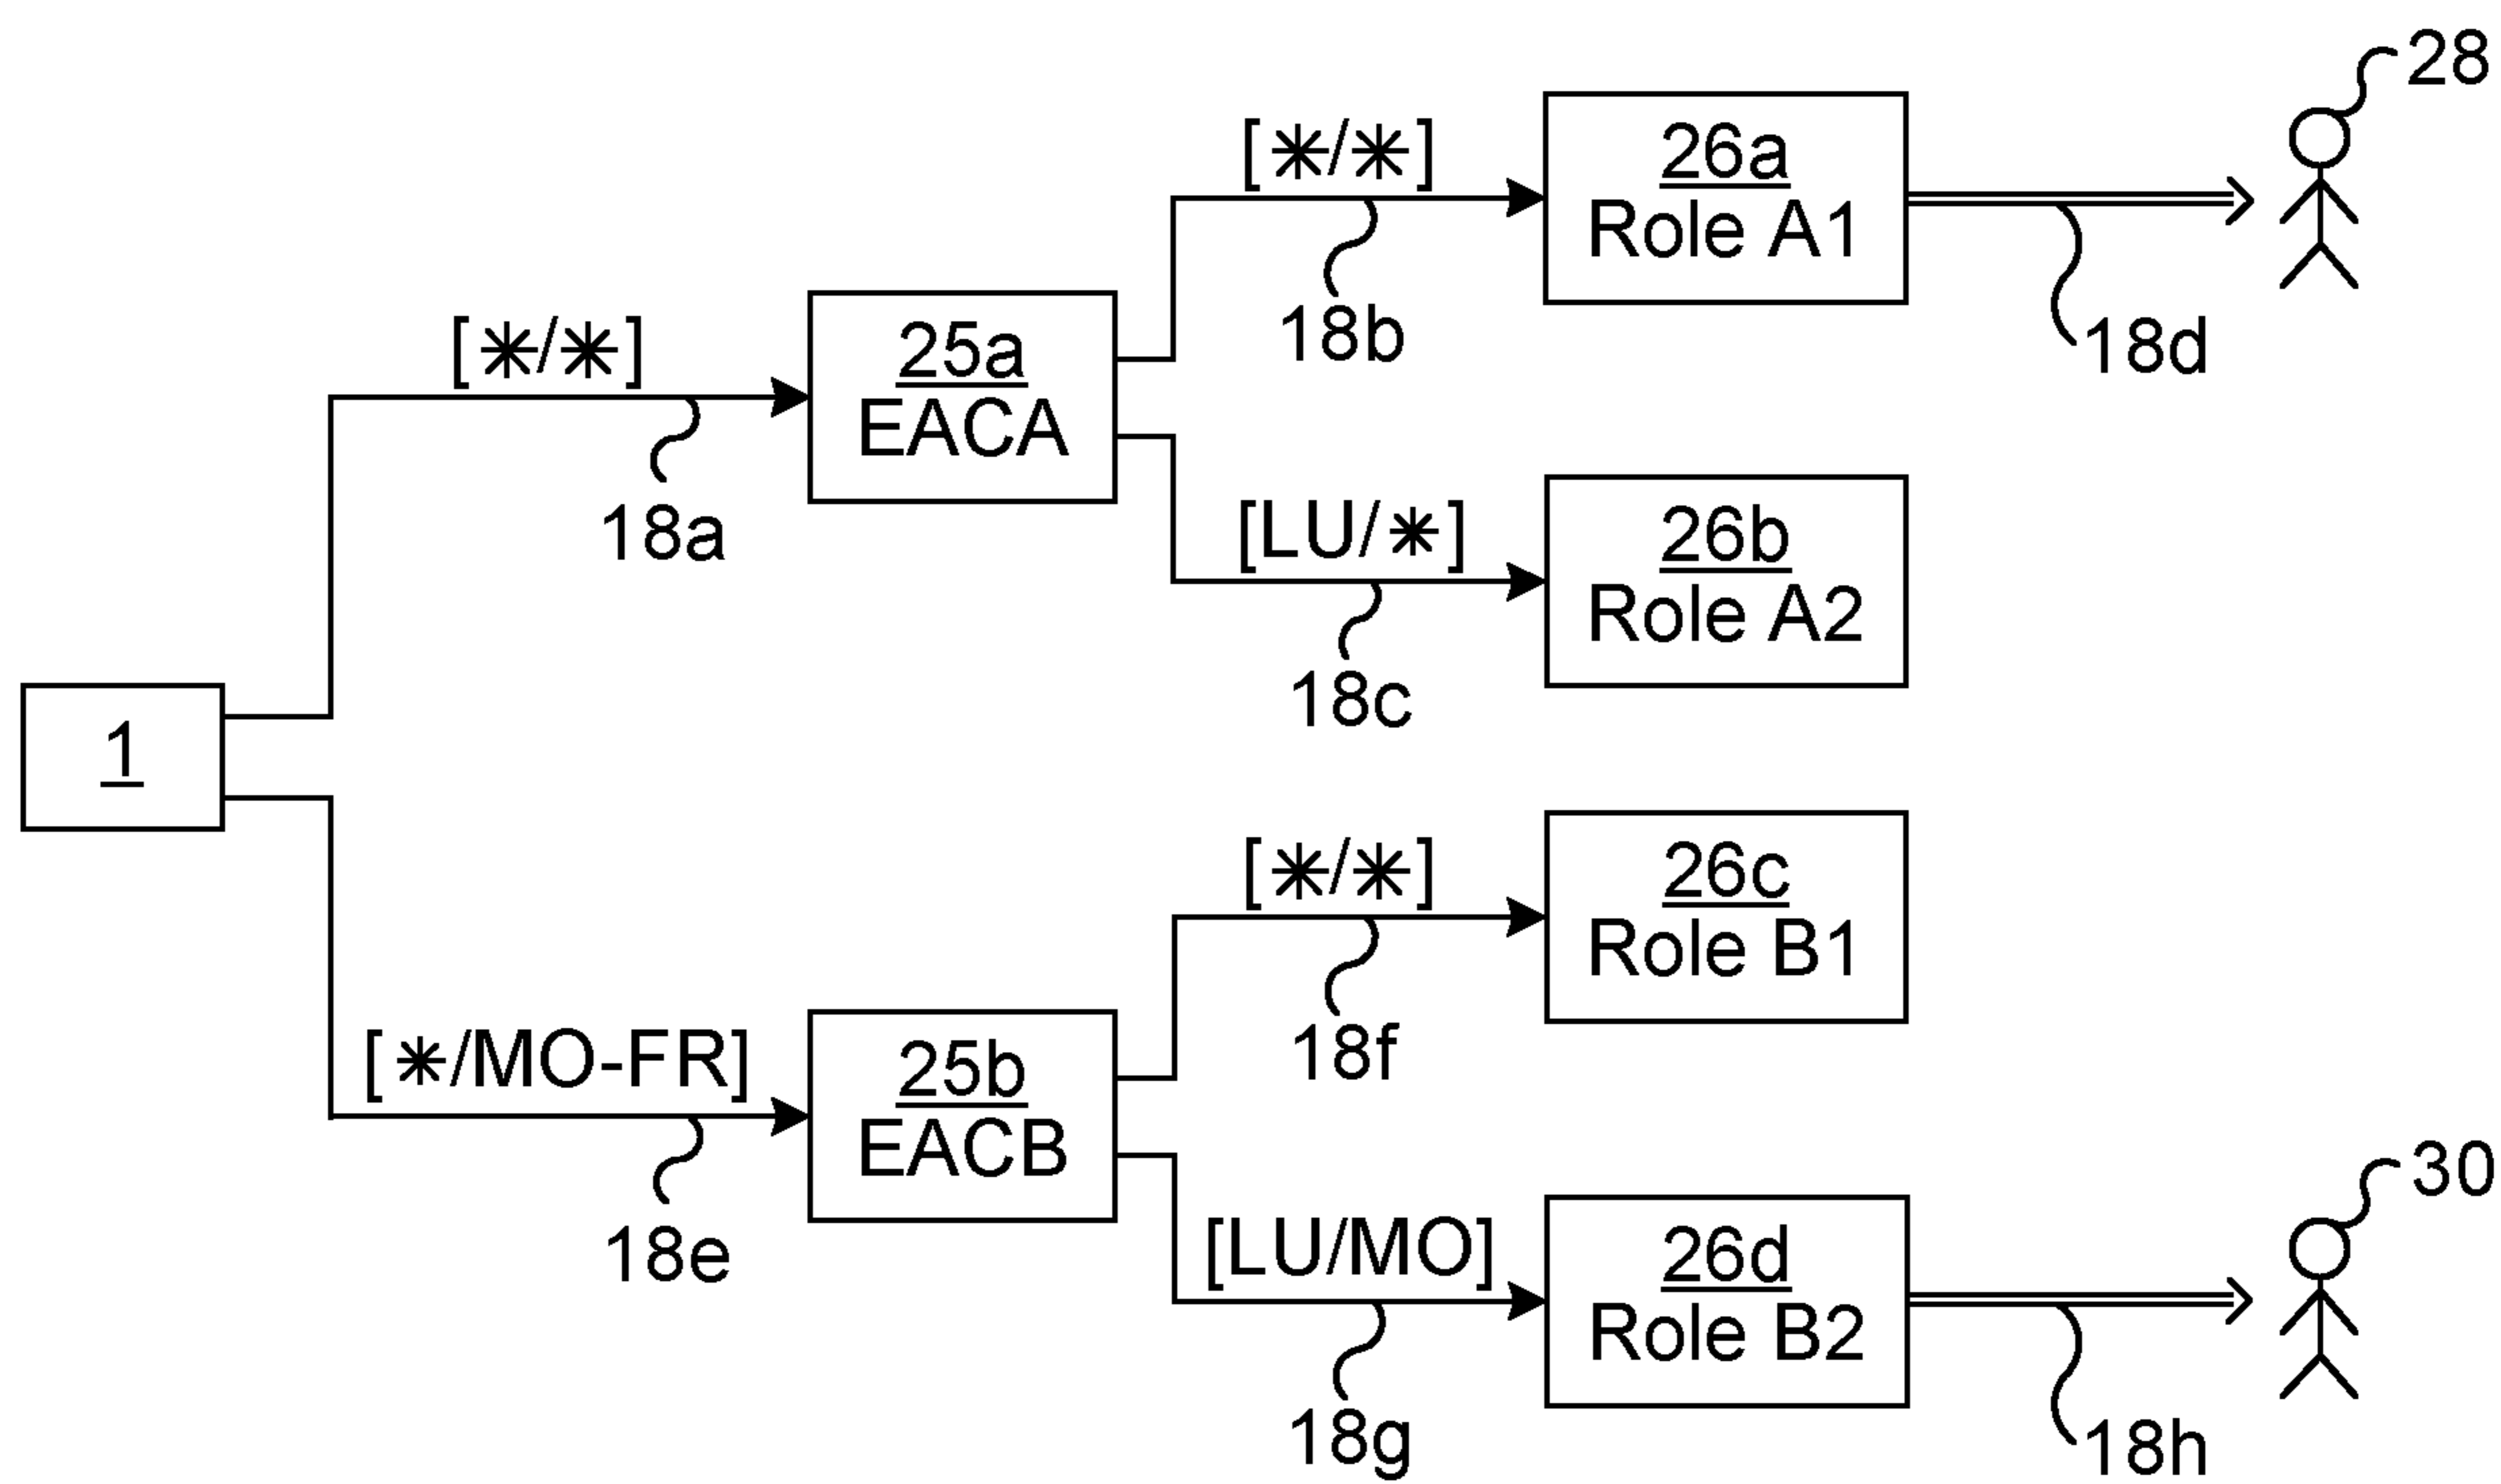 28
[*/*]
26a
Role A1
18b
18d
[*/*]
25a
EACA
18a
[LU/*]
26b
Role A2
18c
1
[*/*]
26c
Role B1
18f
[*/MO-FR]
25b
EACB
18e
[LU/MO]
26d
Role B2
30
18g
18h